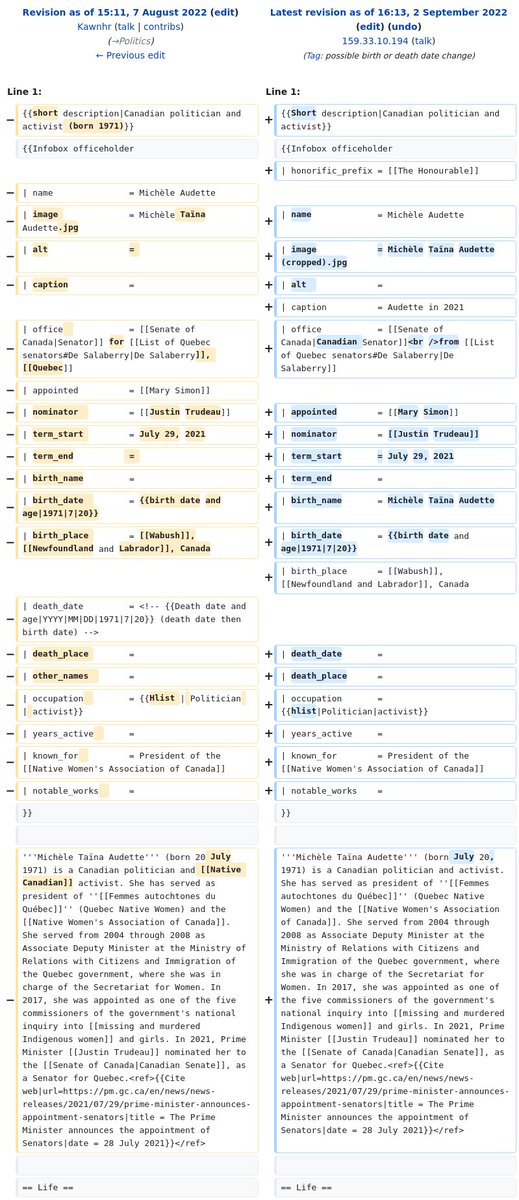 Revision as of 15:11, 7 August 2022 (edit)
Kawnhr (talk | contribs)
(→Politics)
← Previous edit
Latest revision as of 16:13, 2 September 2022
(edit) (undo)
159.33.10.194 (talk)
(Tag: possible birth or death date change)
Line 1:
Line 1:
− {{short description|Canadian politician and
activist (born 1971)}}
+ {{Short description|Canadian politician and
activist}}
{{Infobox officeholder
{{Infobox officeholder
+ | honorific_prefix = [[The Honourable]]
− | name = Michèle Audette
− | image = Michèle Taïna
Audette.jpg
+ | name = Michèle Audette
− | alt =
+ | image = Michèle Taïna Audette
(cropped).jpg
− | caption =
+ | alt =
+ | caption = Audette in 2021
− | office = [[Senate of
Canada|Senator]] for [[List of Quebec
senators#De Salaberry|De Salaberry]],
[[Quebec]]
+ | office = [[Senate of
Canada|Canadian Senator]]<br />from [[List
of Quebec senators#De Salaberry|De
Salaberry]]
− | appointed = [[Mary Simon]]
− | nominator = [[Justin Trudeau]]
+ | appointed = [[Mary Simon]]
− | term_start = July 29, 2021
+ | nominator = [[Justin Trudeau]]
− | term_end =
+ | term_start = July 29, 2021
− | birth_name =
+ | term_end =
− | birth_date = {{birth date and
age|1971|7|20}}
+ | birth_name = Michèle Taïna Audette
− | birth_place = [[Wabush]],
[[Newfoundland and Labrador]], Canada
+ | birth_date = {{birth date and
age|1971|7|20}}
+ | birth_place = [[Wabush]],
[[Newfoundland and Labrador]], Canada
− | death_date = <!-- {{Death date and
age|YYYY|MM|DD|1971|7|20}} (death date then
birth date) -->
− | death_place =
+ | death_date =
− | other_names =
+ | death_place =
− | occupation = {{Hlist | Politician
| activist}}
+ | occupation =
{{hlist|Politician|activist}}
− | years_active =
+ | years_active =
− | known_for = President of the
[[Native Women's Association of Canada]]
+ | known_for = President of the
[[Native Women's Association of Canada]]
− | notable_works =
+ | notable_works =
}}
}}
− '''Michèle Taïna Audette''' (born 20 July
1971) is a Canadian politician and [[Native
Canadian]] activist. She has served as
president of ''[[Femmes autochtones du
Québec]]'' (Quebec Native Women) and the
[[Native Women's Association of Canada]].
She served from 2004 through 2008 as
Associate Deputy Minister at the Ministry of
Relations with Citizens and Immigration of
the Quebec government, where she was in
charge of the Secretariat for Women. In
2017, she was appointed as one of the five
commissioners of the government's national
inquiry into [[missing and murdered
Indigenous women]] and girls. In 2021, Prime
Minister [[Justin Trudeau]] nominated her to
the [[Senate of Canada|Canadian Senate]], as
a Senator for Quebec.<ref>{{Cite
web|url=https://pm.gc.ca/en/news/news-
releases/2021/07/29/prime-minister-announces-
appointment-senators|title = The Prime
Minister announces the appointment of
Senators|date = 28 July 2021}}</ref>
+ '''Michèle Taïna Audette''' (born July 20,
1971) is a Canadian politician and activist.
She has served as president of ''[[Femmes
autochtones du Québec]]'' (Quebec Native
Women) and the [[Native Women's Association
of Canada]]. She served from 2004 through
2008 as Associate Deputy Minister at the
Ministry of Relations with Citizens and
Immigration of the Quebec government, where
she was in charge of the Secretariat for
Women. In 2017, she was appointed as one of
the five commissioners of the government's
national inquiry into [[missing and murdered
Indigenous women]] and girls. In 2021, Prime
Minister [[Justin Trudeau]] nominated her to
the [[Senate of Canada|Canadian Senate]], as
a Senator for Quebec.<ref>{{Cite
web|url=https://pm.gc.ca/en/news/news-
releases/2021/07/29/prime-minister-announces-
appointment-senators|title = The Prime
Minister announces the appointment of
Senators|date = 28 July 2021}}</ref>
== Life ==
== Life ==